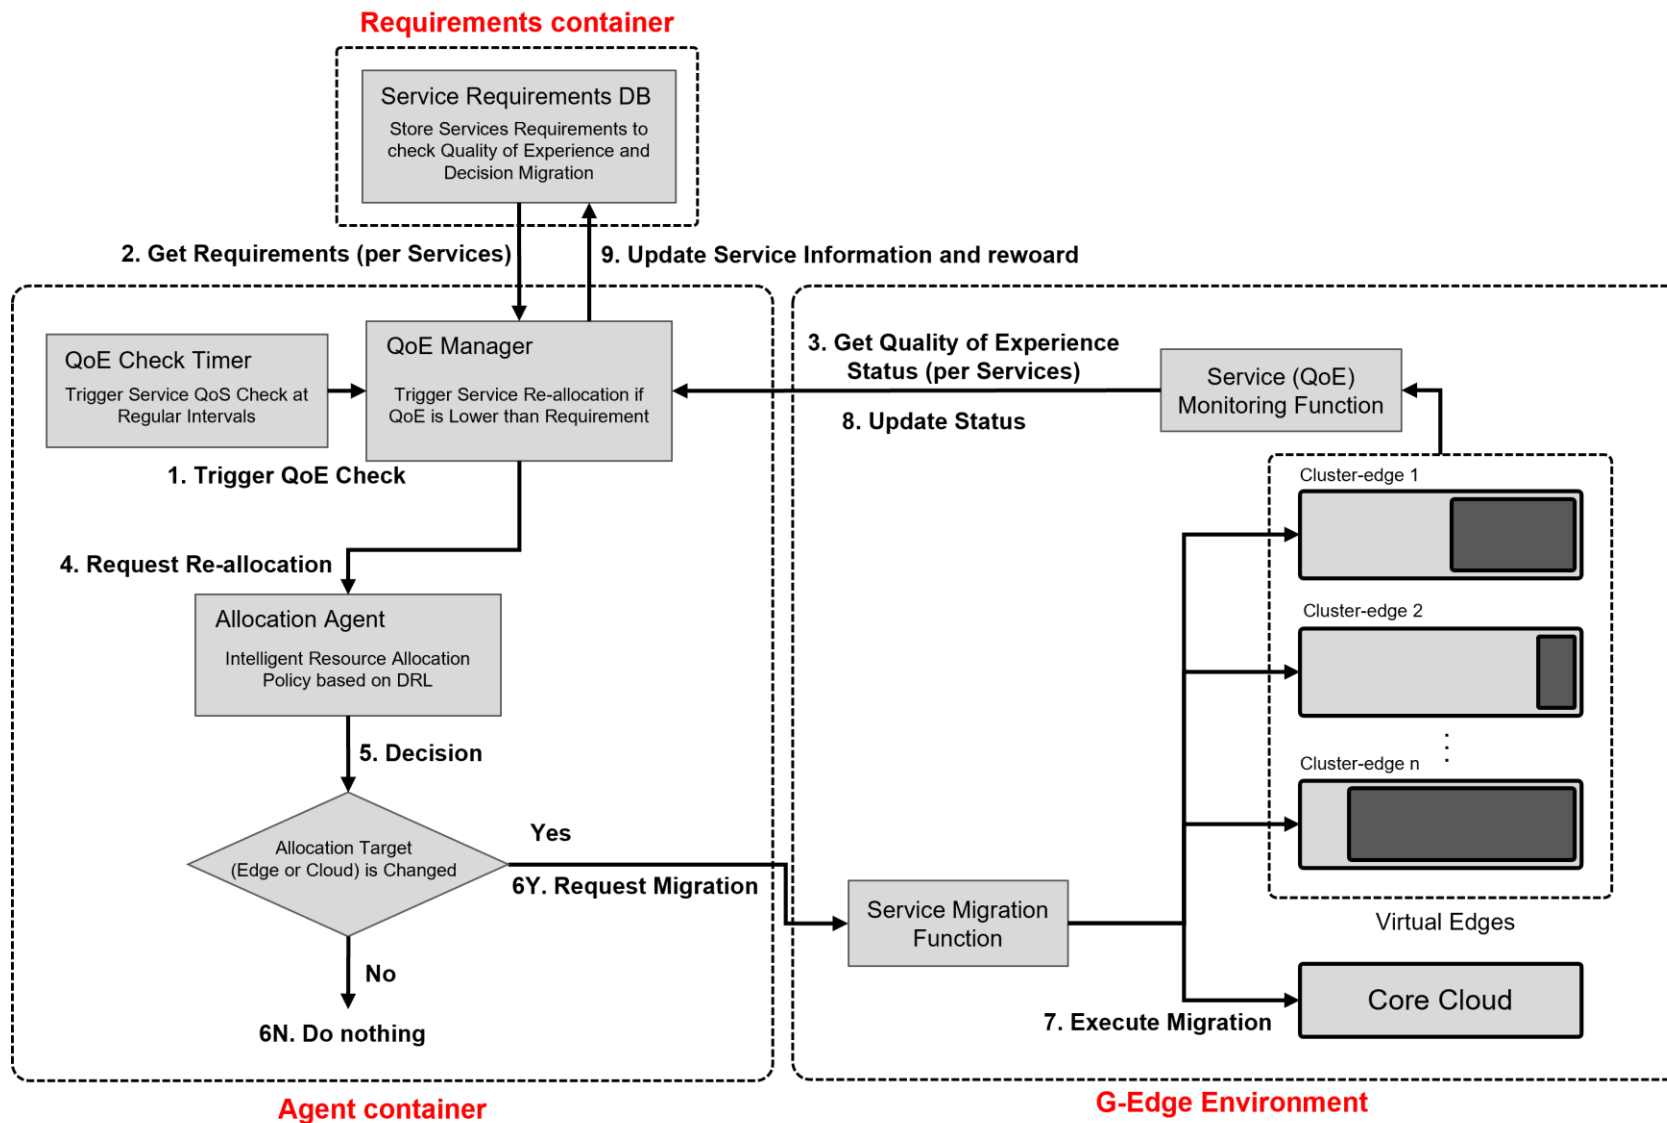 Requirements container
Service Requirements DB
Store Services Requirements to
check Quality of Experience and
Decision Migration
2. Get Requirements (per Services)
9. Update Service Information and rewoard
QoE Check Timer
Trigger Service QoS Check at
Regular Intervals
QoE Manager
Trigger Service Re-allocation if
QoE is Lower than Requirement
1. Trigger QoE Check
3. Get Quality of Experience
Status (per Services)
8. Update Status
Service (QoE)
Monitoring Function
4. Request Re-allocation
Allocation Agent
Intelligent Resource Allocation
Policy based on DRL
5. Decision
Allocation Target
(Edge or Cloud) is Changed
Yes
6Y. Request Migration
No
6N. Do nothing
Service Migration
Function
Cluster-edge 1
Cluster-edge 2
Cluster-edge n
Virtual Edges
Core Cloud
7. Execute Migration
Agent container
G-Edge Environment